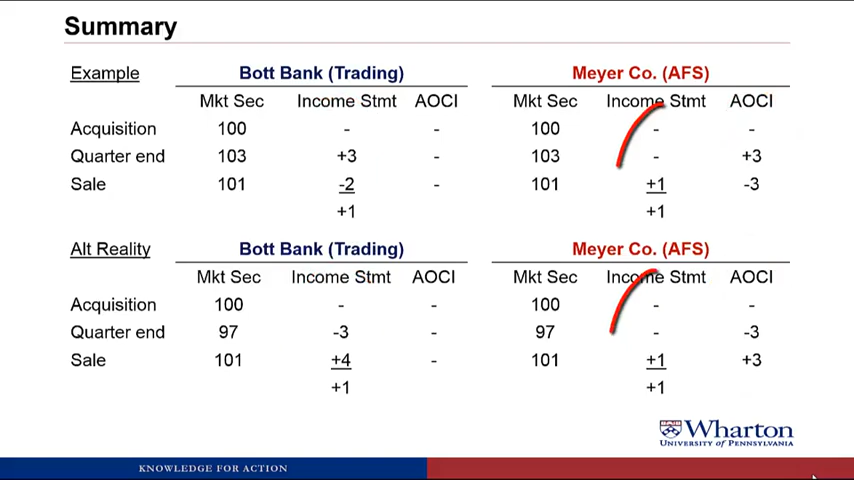 Summary
Example Bott Bank (Trading) Meyer Co. (AFS)
Mkt Sec Income Stmt AOCI Mkt Sec Income Stmt AOCI
Acquisition 100 - - 100 - -
Quarter end 103 +3 - 103 - +3
Sale 101 -2 - 101 +1 -3
+1 +1
Alt Reality Bott Bank (Trading) Meyer Co. (AFS)
Mkt Sec Income Stmt AOCI Mkt Sec Income Stmt AOCI
Acquisition 100 - - 100 - -
Quarter end 97 -3 - 97 - -3
Sale 101 +4 - 101 +1 +3
+1 +1
Wharton
UNIVERSITY of PENNSYLVANIA
KNOWLEDGE FOR ACTION